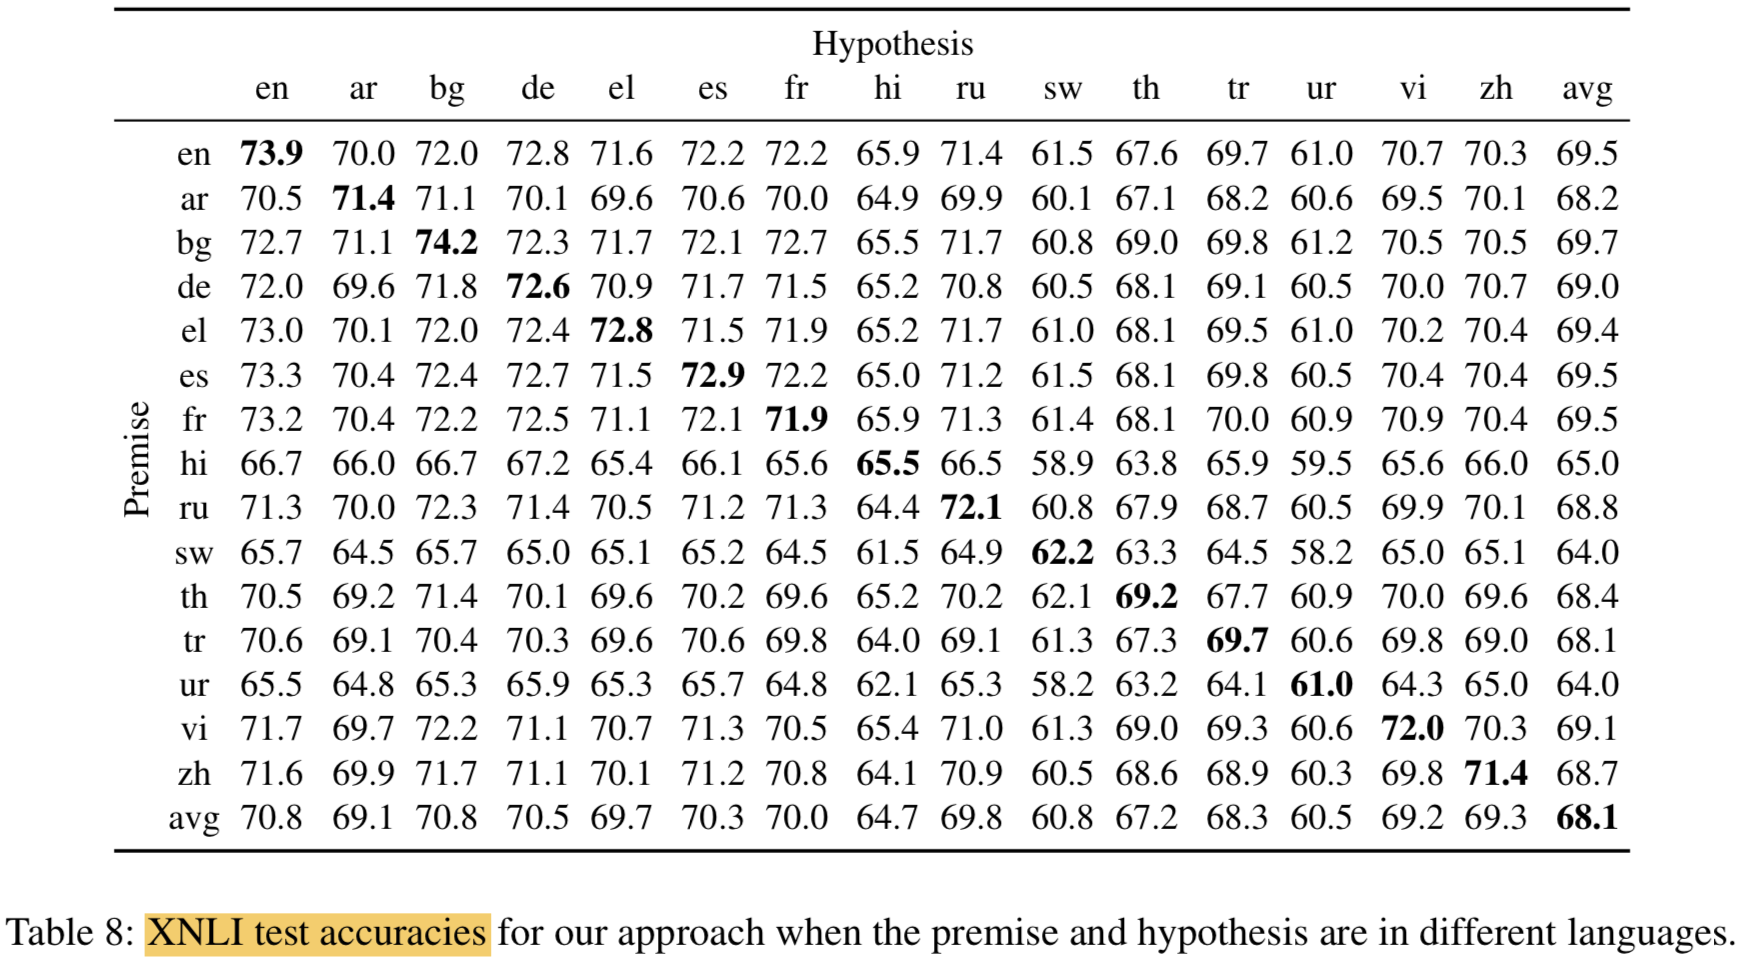 Hypothesis
en ar bg de el es fr hi ru sw th tr ur vi zh avg
Premise
en 73.9 70.0 72.0 72.8 71.6 72.2 72.2 65.9 71.4 61.5 67.6 69.7 61.0 70.7 70.3 69.5
ar 70.5 71.4 71.1 70.1 69.6 70.6 70.0 64.9 69.9 60.1 67.1 68.2 60.6 69.5 70.1 68.2
bg 72.7 71.1 74.2 72.3 71.7 72.1 72.7 65.5 71.7 60.8 69.0 69.8 61.2 70.5 70.5 69.7
de 72.0 69.6 71.8 72.6 70.9 71.7 71.5 65.2 70.8 60.5 68.1 69.1 60.5 70.0 70.7 69.0
el 73.0 70.1 72.0 72.4 72.8 71.5 71.9 65.2 71.7 61.0 68.1 69.5 61.0 70.2 70.4 69.4
es 73.3 70.4 72.4 72.7 71.5 72.9 72.2 65.0 71.2 61.5 68.1 69.8 60.5 70.4 70.4 69.5
fr 73.2 70.4 72.2 72.5 71.1 72.1 71.9 65.9 71.3 61.4 68.1 70.0 60.9 70.9 70.4 69.5
hi 66.7 66.0 66.7 67.2 65.4 66.1 65.6 65.5 66.5 58.9 63.8 65.9 59.5 65.6 66.0 65.0
ru 71.3 70.0 72.3 71.4 70.5 71.2 71.3 64.4 72.1 60.8 67.9 68.7 60.5 69.9 70.1 68.8
sw 65.7 64.5 65.7 65.0 65.1 65.2 64.5 61.5 64.9 62.2 63.3 64.5 58.2 65.0 65.1 64.0
th 70.5 69.2 71.4 70.1 69.6 70.2 69.6 65.2 70.2 62.1 69.2 67.7 60.9 70.0 69.6 68.4
tr 70.6 69.1 70.4 70.3 69.6 70.6 69.8 64.0 69.1 61.3 67.3 69.7 60.6 69.8 69.0 68.1
ur 65.5 64.8 65.3 65.9 65.3 65.7 64.8 62.1 65.3 58.2 63.2 64.1 61.0 64.3 65.0 64.0
vi 71.7 69.7 72.2 71.1 70.7 71.3 70.5 65.4 71.0 61.3 69.0 69.3 60.6 72.0 70.3 69.1
zh 71.6 69.9 71.7 71.1 70.1 71.2 70.8 64.1 70.9 60.5 68.6 68.9 60.3 69.8 71.4 68.7
avg 70.8 69.1 70.8 70.5 69.7 70.3 70.0 64.7 69.8 60.8 67.2 68.3 60.5 69.2 69.3 68.1
Table 8: XNLI test accuracies for our approach when the premise and hypothesis are in different languages.